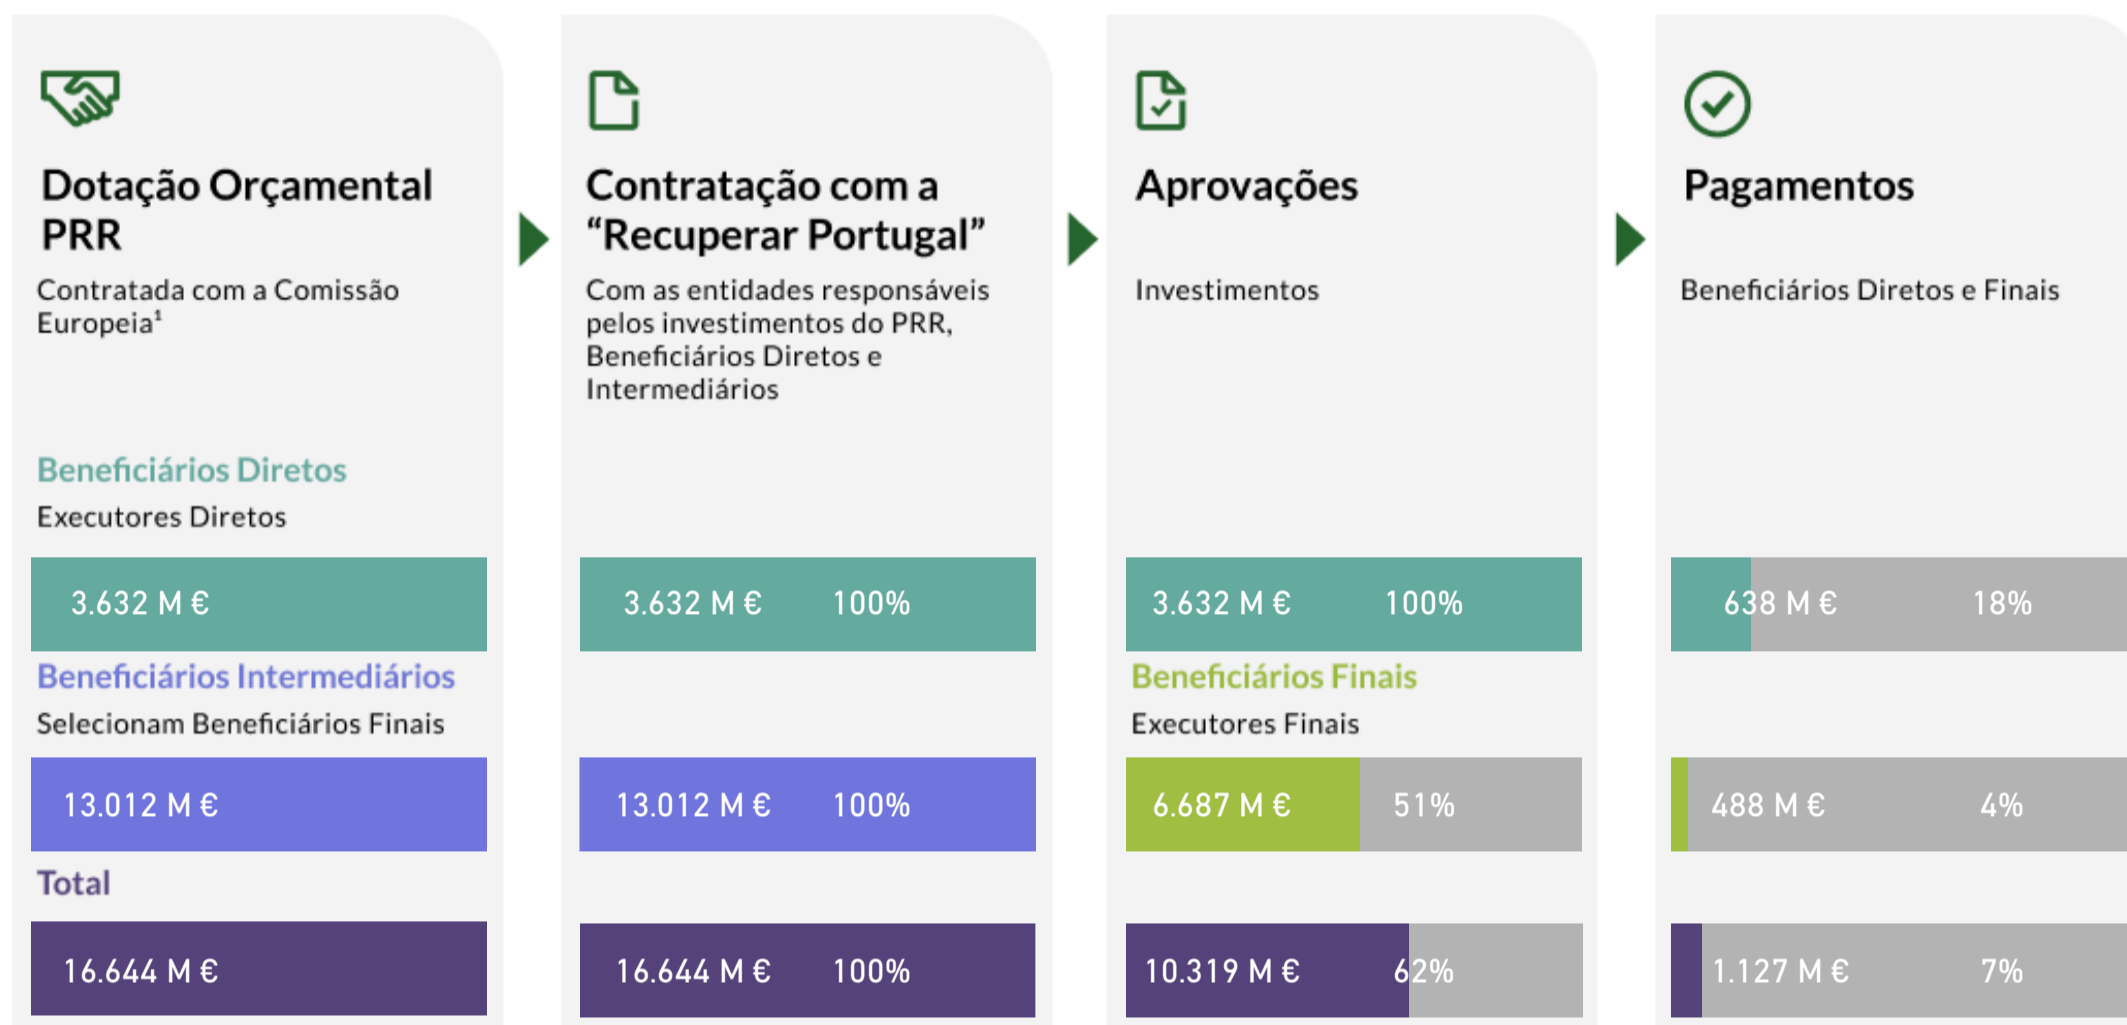 Dotação Orçamental
PRR
Contratada com a Comissão
Europeia¹
Contratação com a
“Recuperar Portugal”
Com as entidades responsáveis
pelos investimentos do PRR,
Beneficiários Diretos e
Intermediários
Aprovações
Investimentos
Pagamentos
Beneficiários Diretos e Finais
Beneficiários Diretos
Executores Diretos
3.632 M €
3.632 M € 100%
3.632 M € 100%
638 M € 18%
Beneficiários Intermediários
Selecionam Beneficiários Finais
Beneficiários Finais
Executores Finais
13.012 M €
13.012 M € 100%
6.687 M € 51%
488 M € 4%
Total
16.644 M €
16.644 M € 100%
10.319 M € 62%
1.127 M € 7%